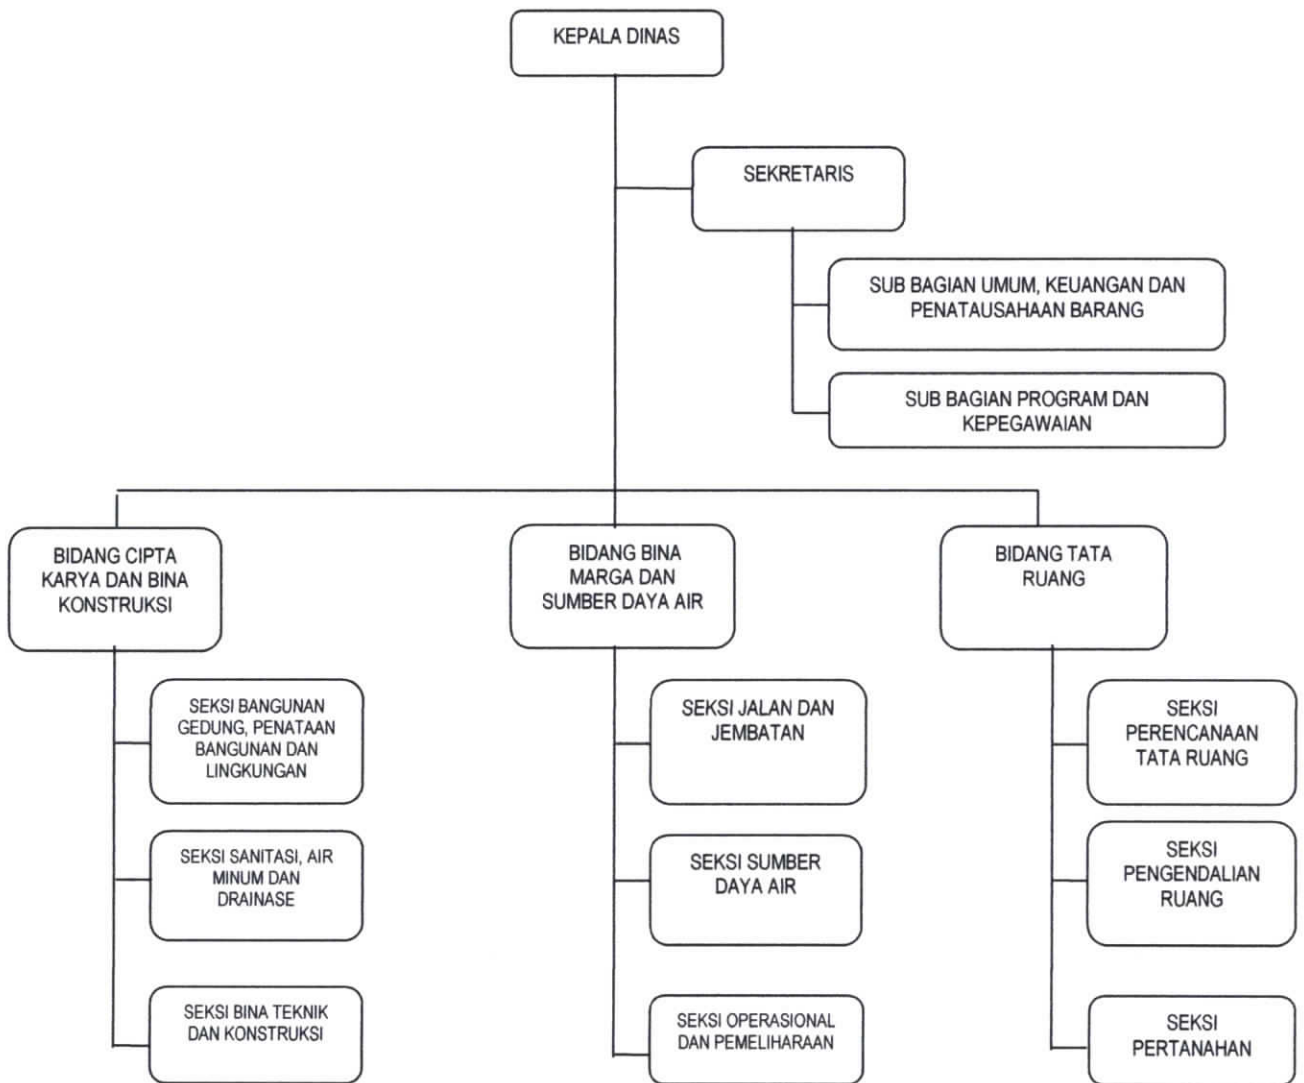 KEPALA DINAS
SEKRETARIS
SUB BAGIAN UMUM, KEUANGAN DAN
PENATAUSAHAAN BARANG
SUB BAGIAN PROGRAM DAN
KEPEGAWAIAN
BIDANG CIPTA
KARYA DAN BINA
KONSTRUKSI
SEKSI BANGUNAN
GEDUNG, PENATAAN
BANGUNAN DAN
LINGKUNGAN
SEKSI SANITASI, AIR
MINUM DAN
DRAINASE
SEKSI BINA TEKNIK
DAN KONSTRUKSI
BIDANG BINA
MARGA DAN
SUMBER DAYA AIR
SEKSI JALAN DAN
JEMBATAN
SEKSI SUMBER
DAYA AIR
SEKSI OPERASIONAL
DAN PEMELIHARAAN
BIDANG TATA
RUANG
SEKSI
PERENCANAAN
TATA RUANG
SEKSI
PENGENDALIAN
RUANG
SEKSI
PERTANAHAN